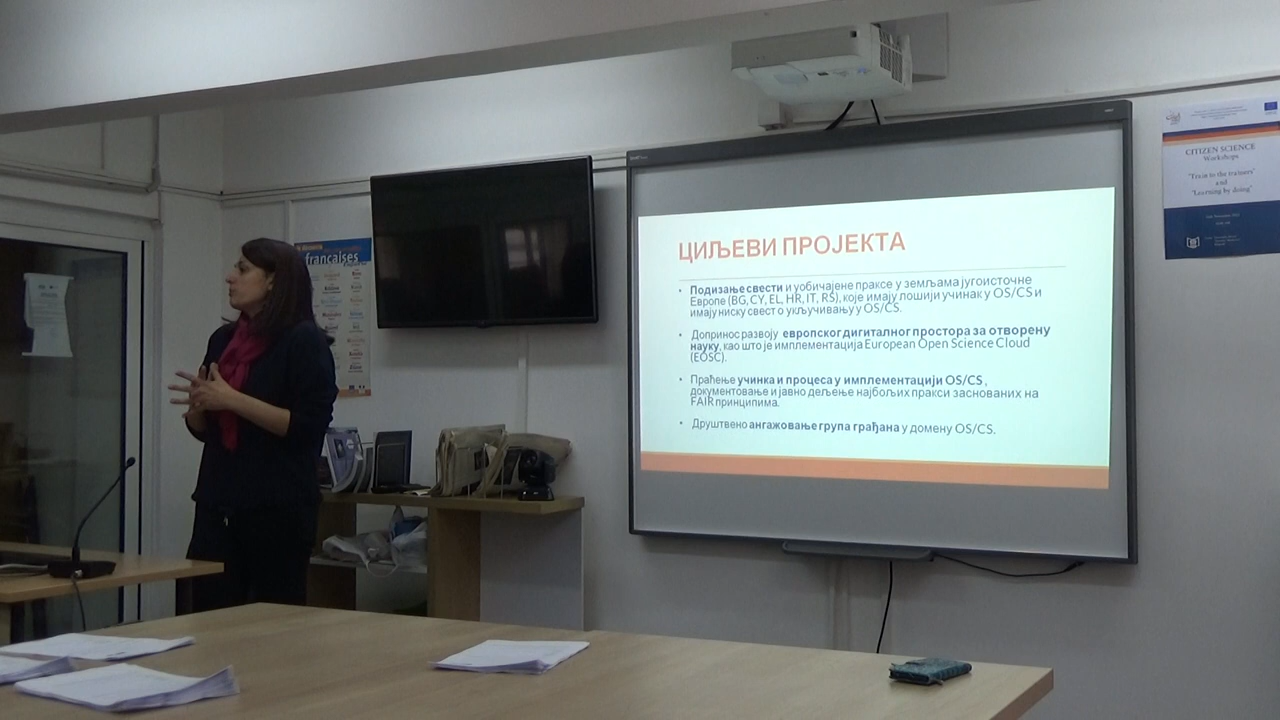 ЦИЉЕВИ ПРОЈЕКТА
• Подизање свести и уобичајене праксе у земљама југоисточне
Европе (BG, CY, EL, HR, IT, RS), које имају лошији учинак у OS/CS и
имају ниску свест о укључивању у OS/CS.
• Допринос развоју европског дигиталног простора за отворену
науку, као што је имплементација European Open Science Cloud
(EOSC).
• Праћење учинка и процеса у имплементацији OS/CS ,
документовање и јавно дељење најбољих пракси заснованих на
FAIR принципима.
• Друштвено ангажовање група грађана у домену OS/CS.
CITIZEN SCIENCE
Workshops
"Train to the trainers"
and
"Learning by doing"
françaises